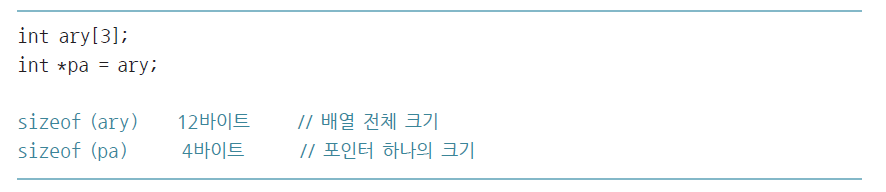 int ary[3];
int *pa = ary;
sizeof (ary) 12바이트 // 배열 전체 크기
sizeof (pa) 4바이트 // 포인터 하나의 크기